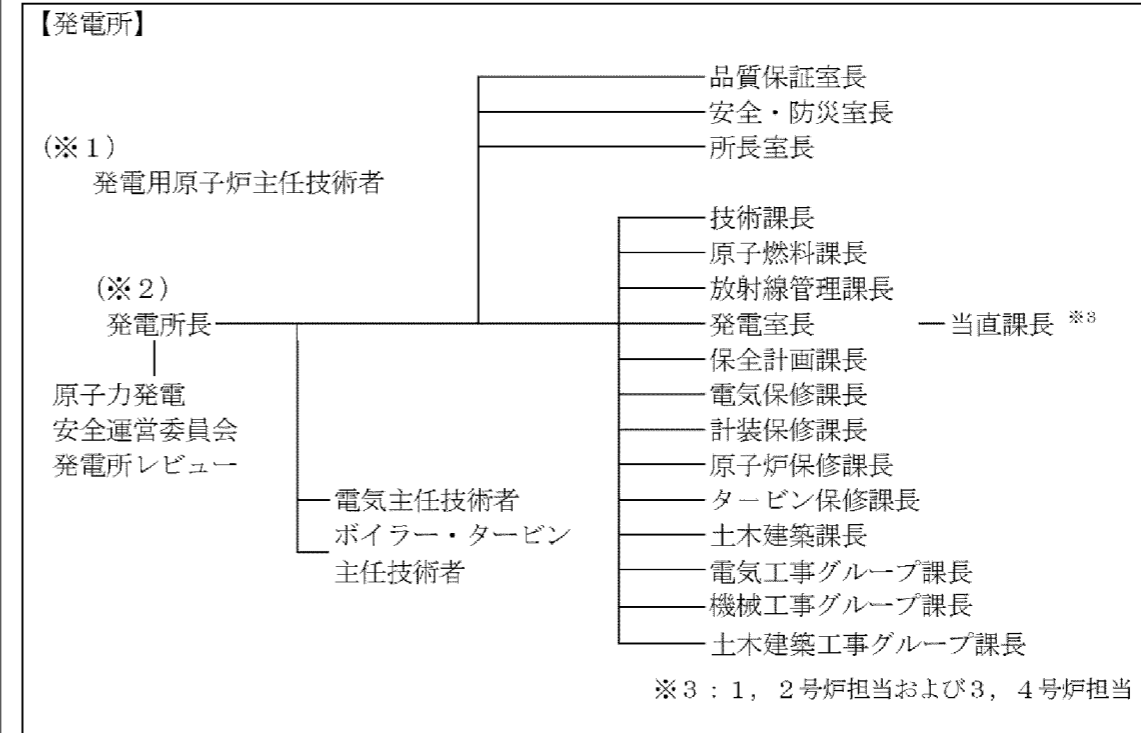 【発電所】
品質保証室長
安全・防災室長
所長室長
(※1)
発電用原子炉主任技術者
技術課長
原子燃料課長
放射線管理課長
(※2)
発電所長
発電室長
当直課長 ※3
保全計画課長
原子力発電
安全運営委員会
発電所レビュー
電気保修課長
計装保修課長
原子炉保修課長
電気主任技術者
ボイラー・タービン
主任技術者
タービン保修課長
土木建築課長
電気工事グループ課長
機械工事グループ課長
土木建築工事グループ課長
※3:1,2号炉担当および3,4号炉担当